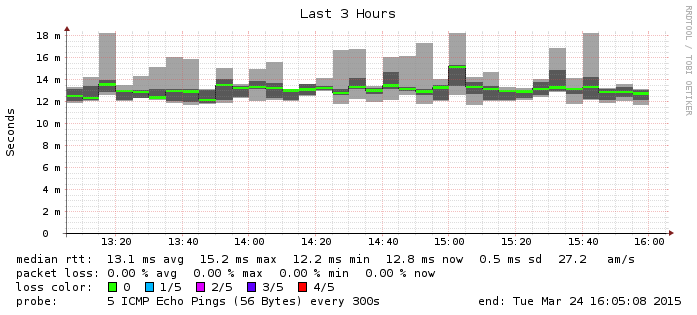 Last 3 Hours
RRDTOOL / TOBI OETIKER
Seconds
18 m
16 m
14 m
12 m
10 m
8 m
6 m
4 m
2 m
0
13:20 13:40 14:00 14:20 14:40 15:00 15:20 15:40 16:00
median rtt: 13.1 ms avg 15.2 ms max 12.2 ms min 12.8 ms now 0.5 ms sd 27.2 am/s
packet loss: 0.00 % avg 0.00 % max 0.00 % min 0.00 % now
loss color: 0 1/5 2/5 3/5 4/5
probe: 5 ICMP Echo Pings (56 Bytes) every 300s end: Tue Mar 24 16:05:08 2015